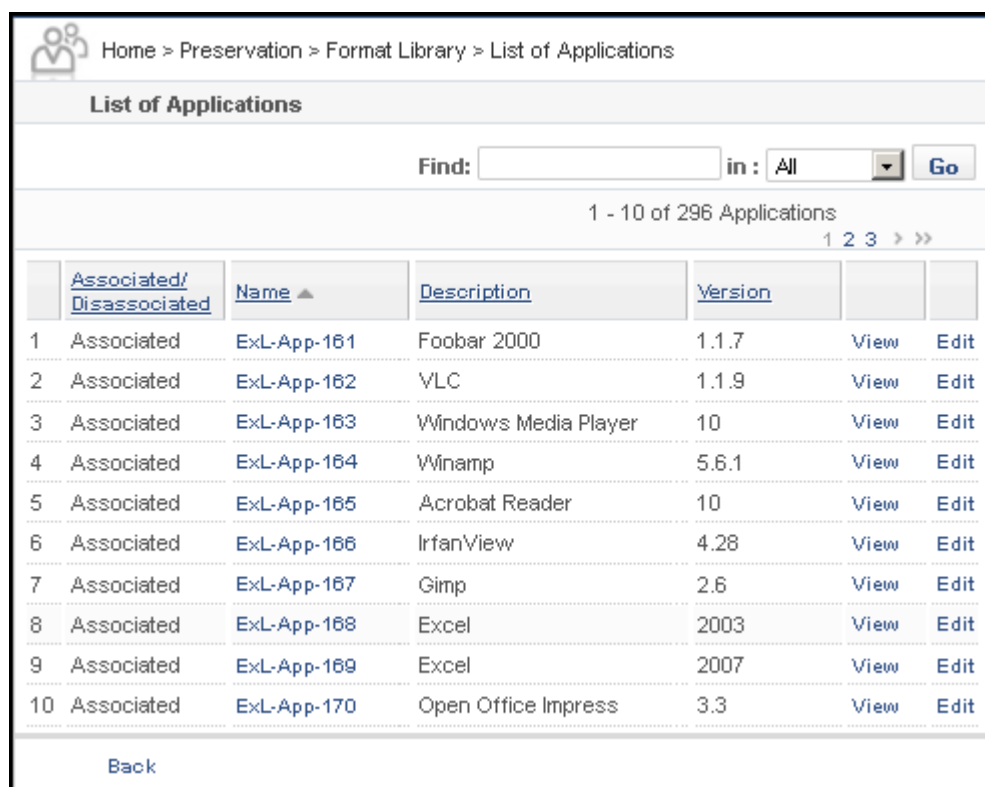 Home > Preservation > Format Library > List of Applications
List of Applications
Find: in : All Go
1 - 10 of 296 Applications
1 2 3 > >>
Associated/ Disassociated Name Description Version
1 Associated ExL-App-161 Foobar 2000 1.1.7 View Edit
2 Associated ExL-App-162 VLC 1.1.9 View Edit
3 Associated ExL-App-163 Windows Media Player 10 View Edit
4 Associated ExL-App-164 Winamp 5.6.1 View Edit
5 Associated ExL-App-165 Acrobat Reader 10 View Edit
6 Associated ExL-App-166 IrfanView 4.28 View Edit
7 Associated ExL-App-167 Gimp 2.6 View Edit
8 Associated ExL-App-168 Excel 2003 View Edit
9 Associated ExL-App-169 Excel 2007 View Edit
10 Associated ExL-App-170 Open Office Impress 3.3 View Edit
Back